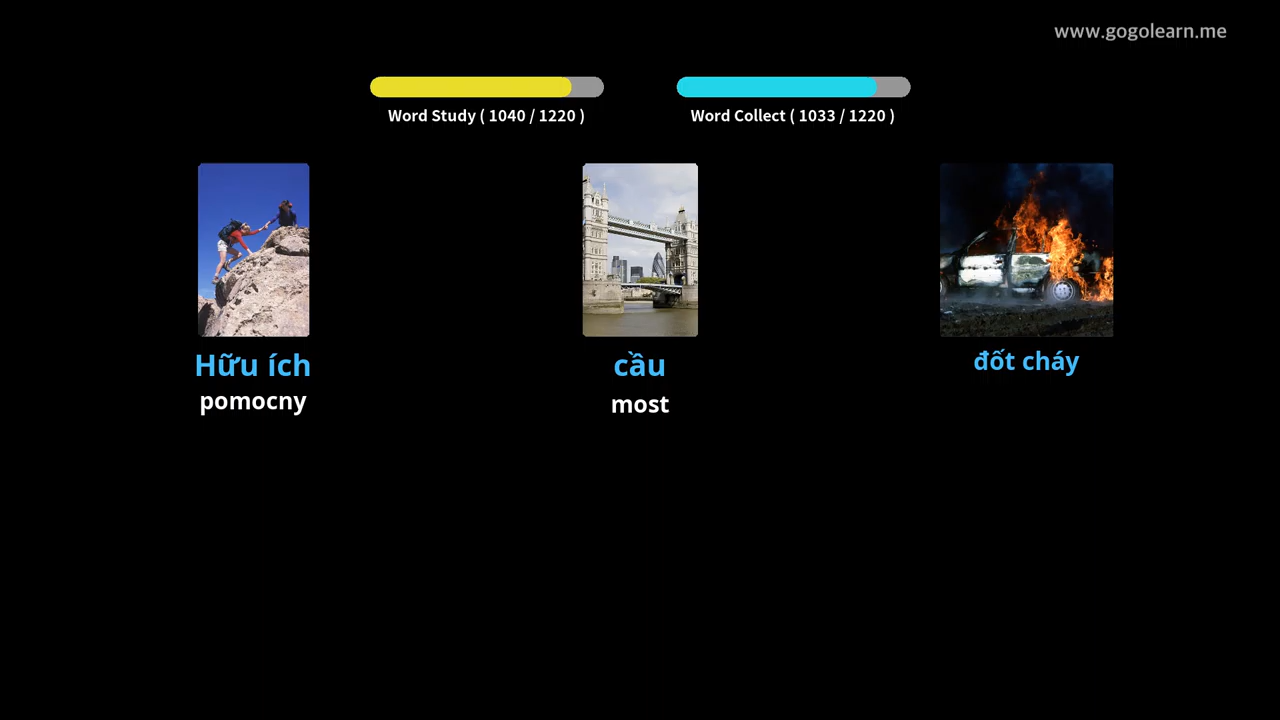 www.gogolearn.me
Word Study ( 1040 / 1220 )
Word Collect ( 1033 / 1220 )
Hữu ích
pomocny
cầu
most
đốt cháy